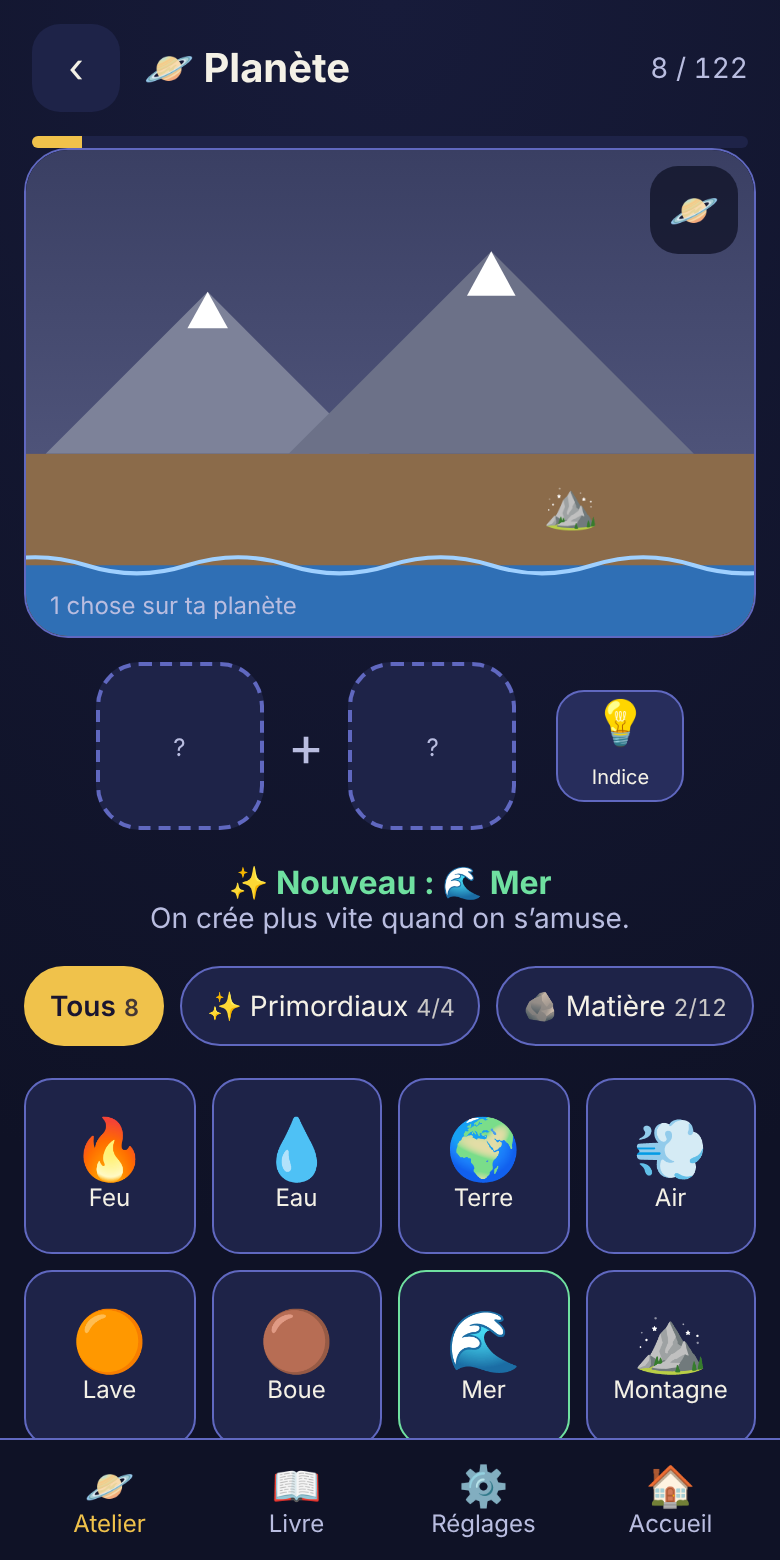 ‹
Planète
8 / 122
1 chose sur ta planète
?
+
?
Indice
Nouveau : Mer
On crée plus vite quand on s’amuse.
Tous 8
Primordiaux 4/4
Matière 2/12
Feu
Eau
Terre
Air
Lave
Boue
Mer
Montagne
Atelier
Livre
Réglages
Accueil